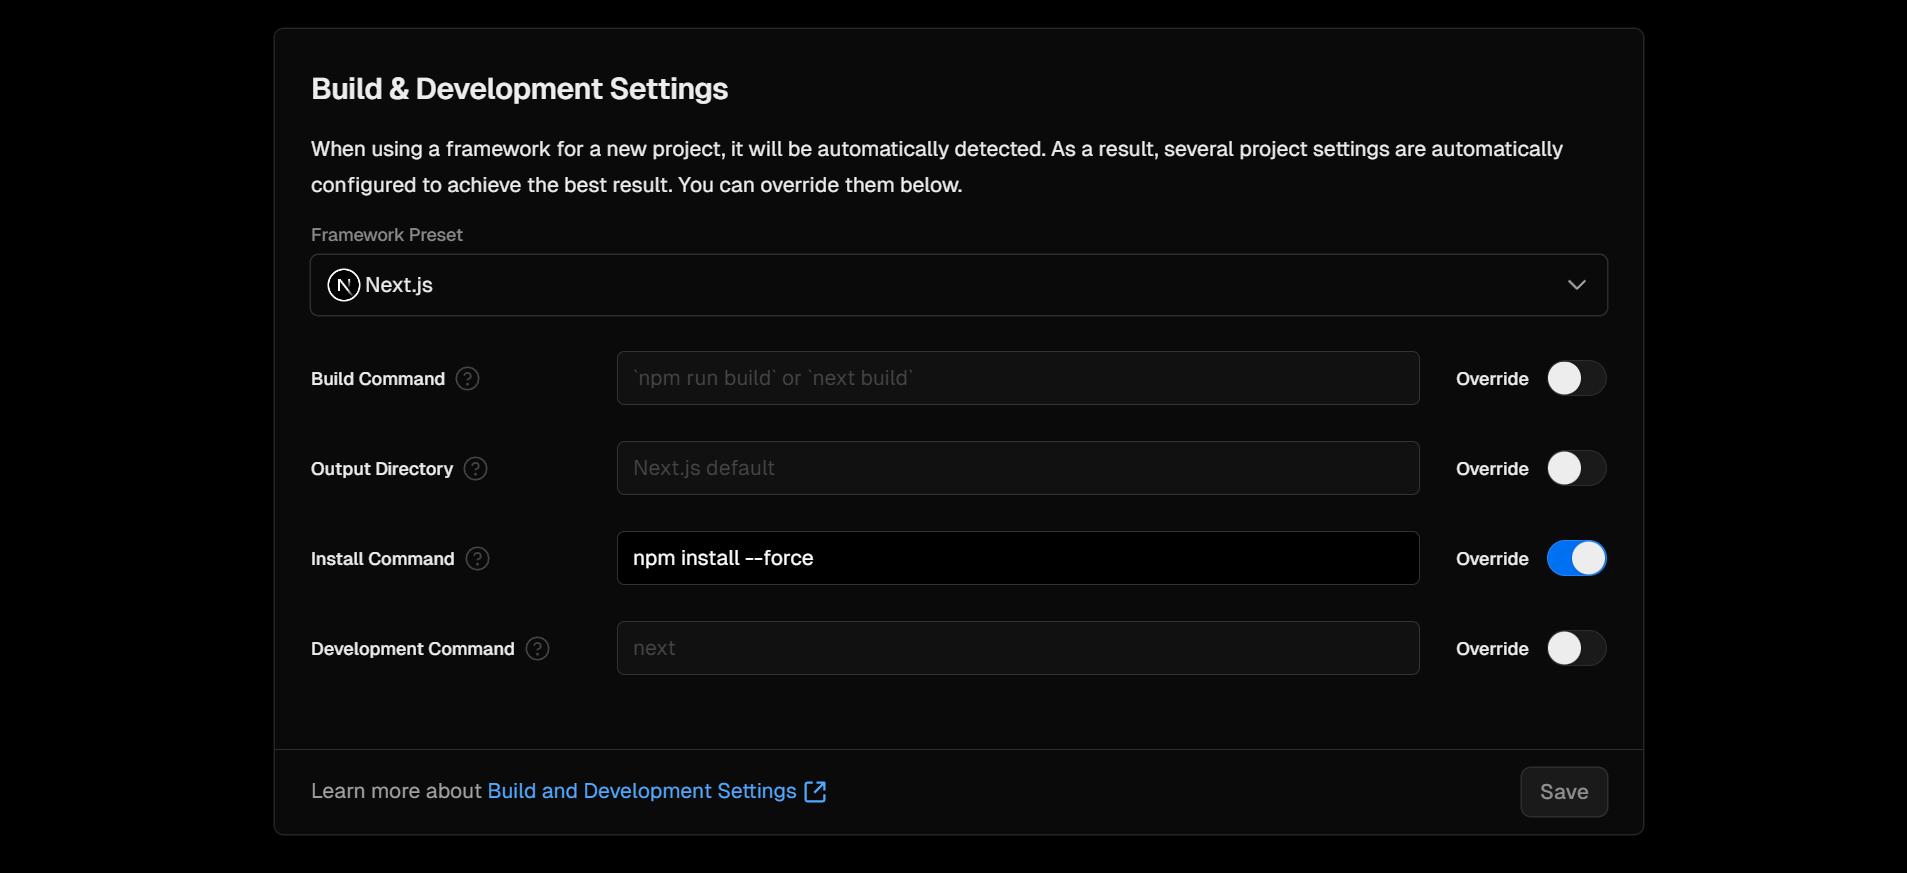 Build & Development Settings
When using a framework for a new project, it will be automatically detected. As a result, several project settings are automatically
configured to achieve the best result. You can override them below.
Framework Preset
N Next.js
Build Command ? `npm run build` or `next build` Override
Output Directory ? Next.js default Override
Install Command ? npm install --force Override
Development Command ? next Override
Learn more about Build and Development Settings
Save